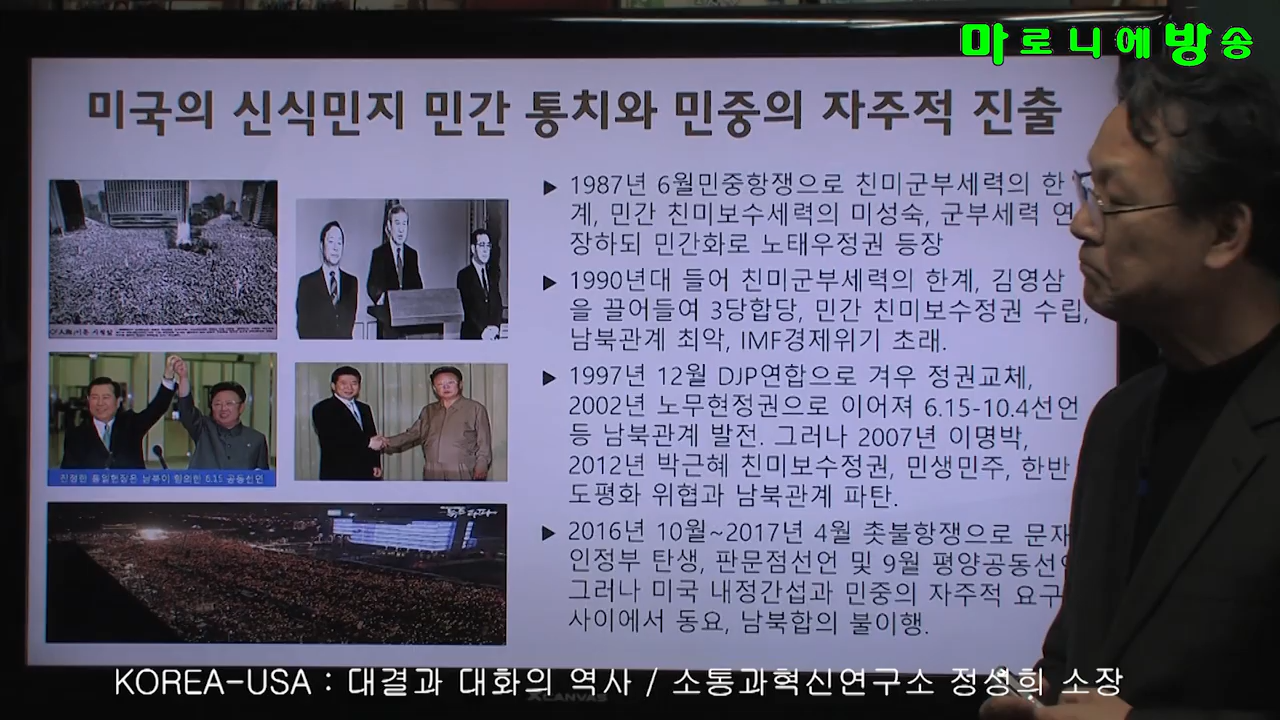 마로니에방송
미국의 신식민지 민간 통치와 민중의 자주적 진출
▶ 1987년 6월민중항쟁으로 친미군부세력의 한
계, 민간 친미보수세력의 미성숙, 군부세력 연
장하되 민간화로 노태우정권 등장
▶ 1990년대 들어 친미군부세력의 한계, 김영삼
을 끌어들여 3당합당, 민간 친미보수정권 수립,
남북관계 최악, IMF경제위기 초래.
▶ 1997년 12월 DJP연합으로 겨우 정권교체,
2002년 노무현정권으로 이어져 6.15-10.4선언
등 남북관계 발전. 그러나 2007년 이명박,
2012년 박근혜 친미보수정권, 민생민주, 한반
도평화 위협과 남북관계 파탄.
▶ 2016년 10월~2017년 4월 촛불항쟁으로 문재
인정부 탄생, 판문점선언 및 9월 평양공동선언
그러나 미국 내정간섭과 민중의 자주적 요구
사이에서 동요, 남북합의 불이행.
KOREA-USA : 대결과 대화의 역사 / 소통과혁신연구소 정성희 소장
XCANVAS